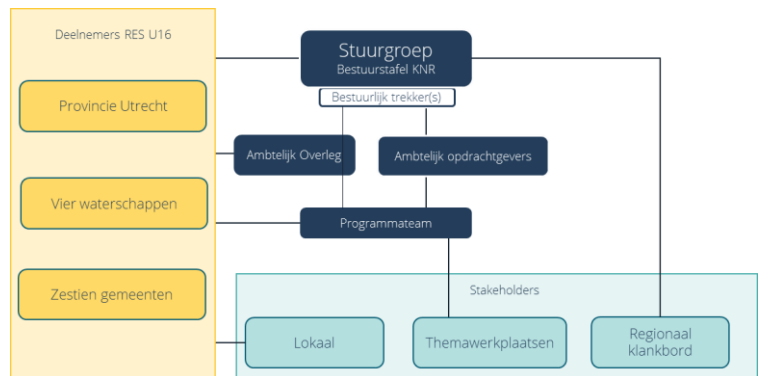 Deelnemers RES U16
Provincie Utrecht
Vier waterschappen
Zestien gemeenten
Stuurgroep
Bestuurstafel KNR
Bestuurlijk trekker(s)
Ambtelijk Overleg
Ambtelijk opdrachtgevers
Programmateam
Stakeholders
Lokaal
Themawerkplaatsen
Regionaal
klankbord